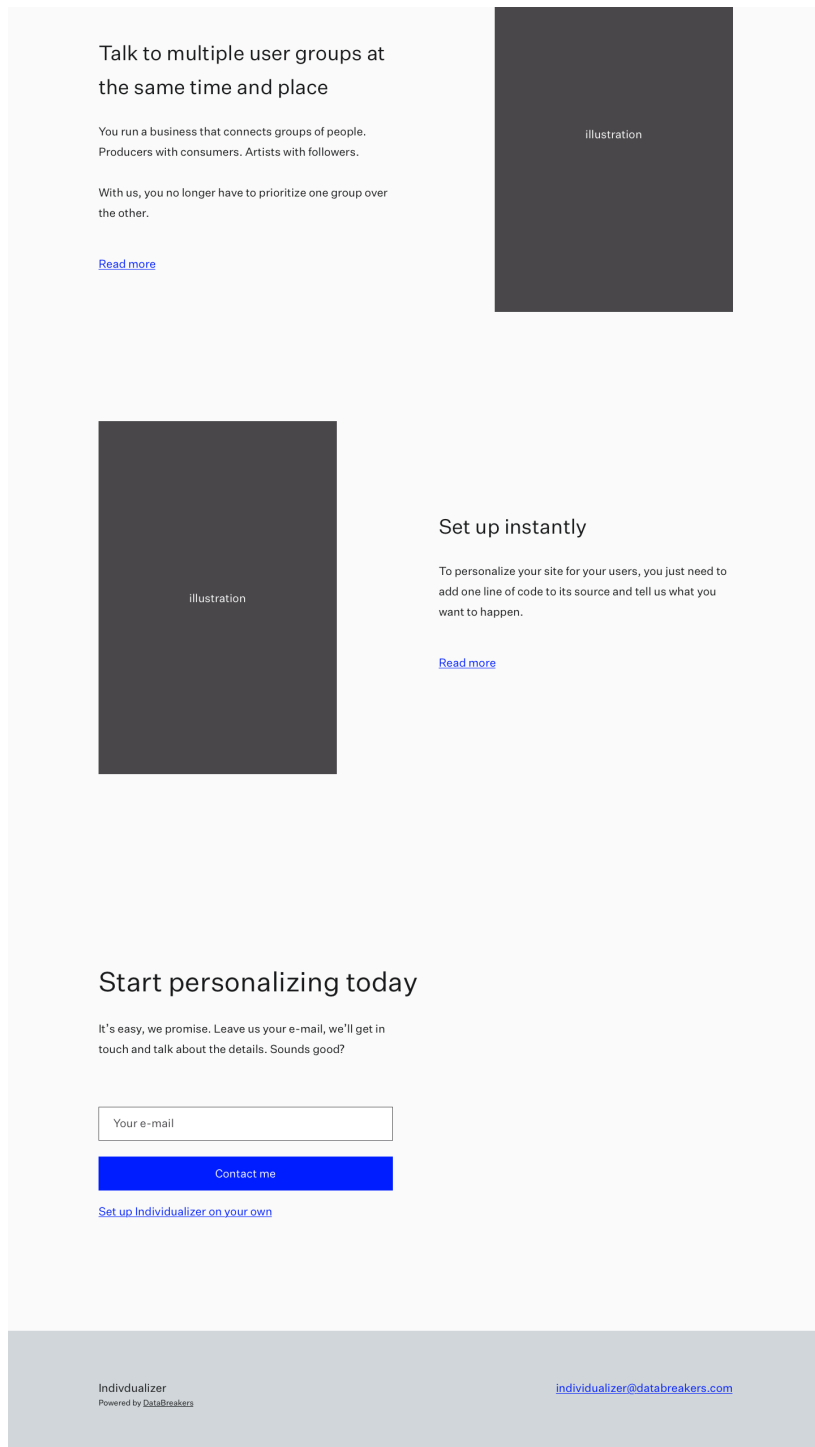 Talk to multiple user groups at
the same time and place
You run a business that connects groups of people.
Producers with consumers. Artists with followers.
With us, you no longer have to prioritize one group over
the other.
Read more
illustration
illustration
Set up instantly
To personalize your site for your users, you just need to
add one line of code to its source and tell us what you
want to happen.
Read more
Start personalizing today
It's easy, we promise. Leave us your e-mail, we'll get in
touch and talk about the details. Sounds good?
Your e-mail
Contact me
Set up Individualizer on your own
Indivdualizer
Powered by DataBreakers
individualizer@databreakers.com